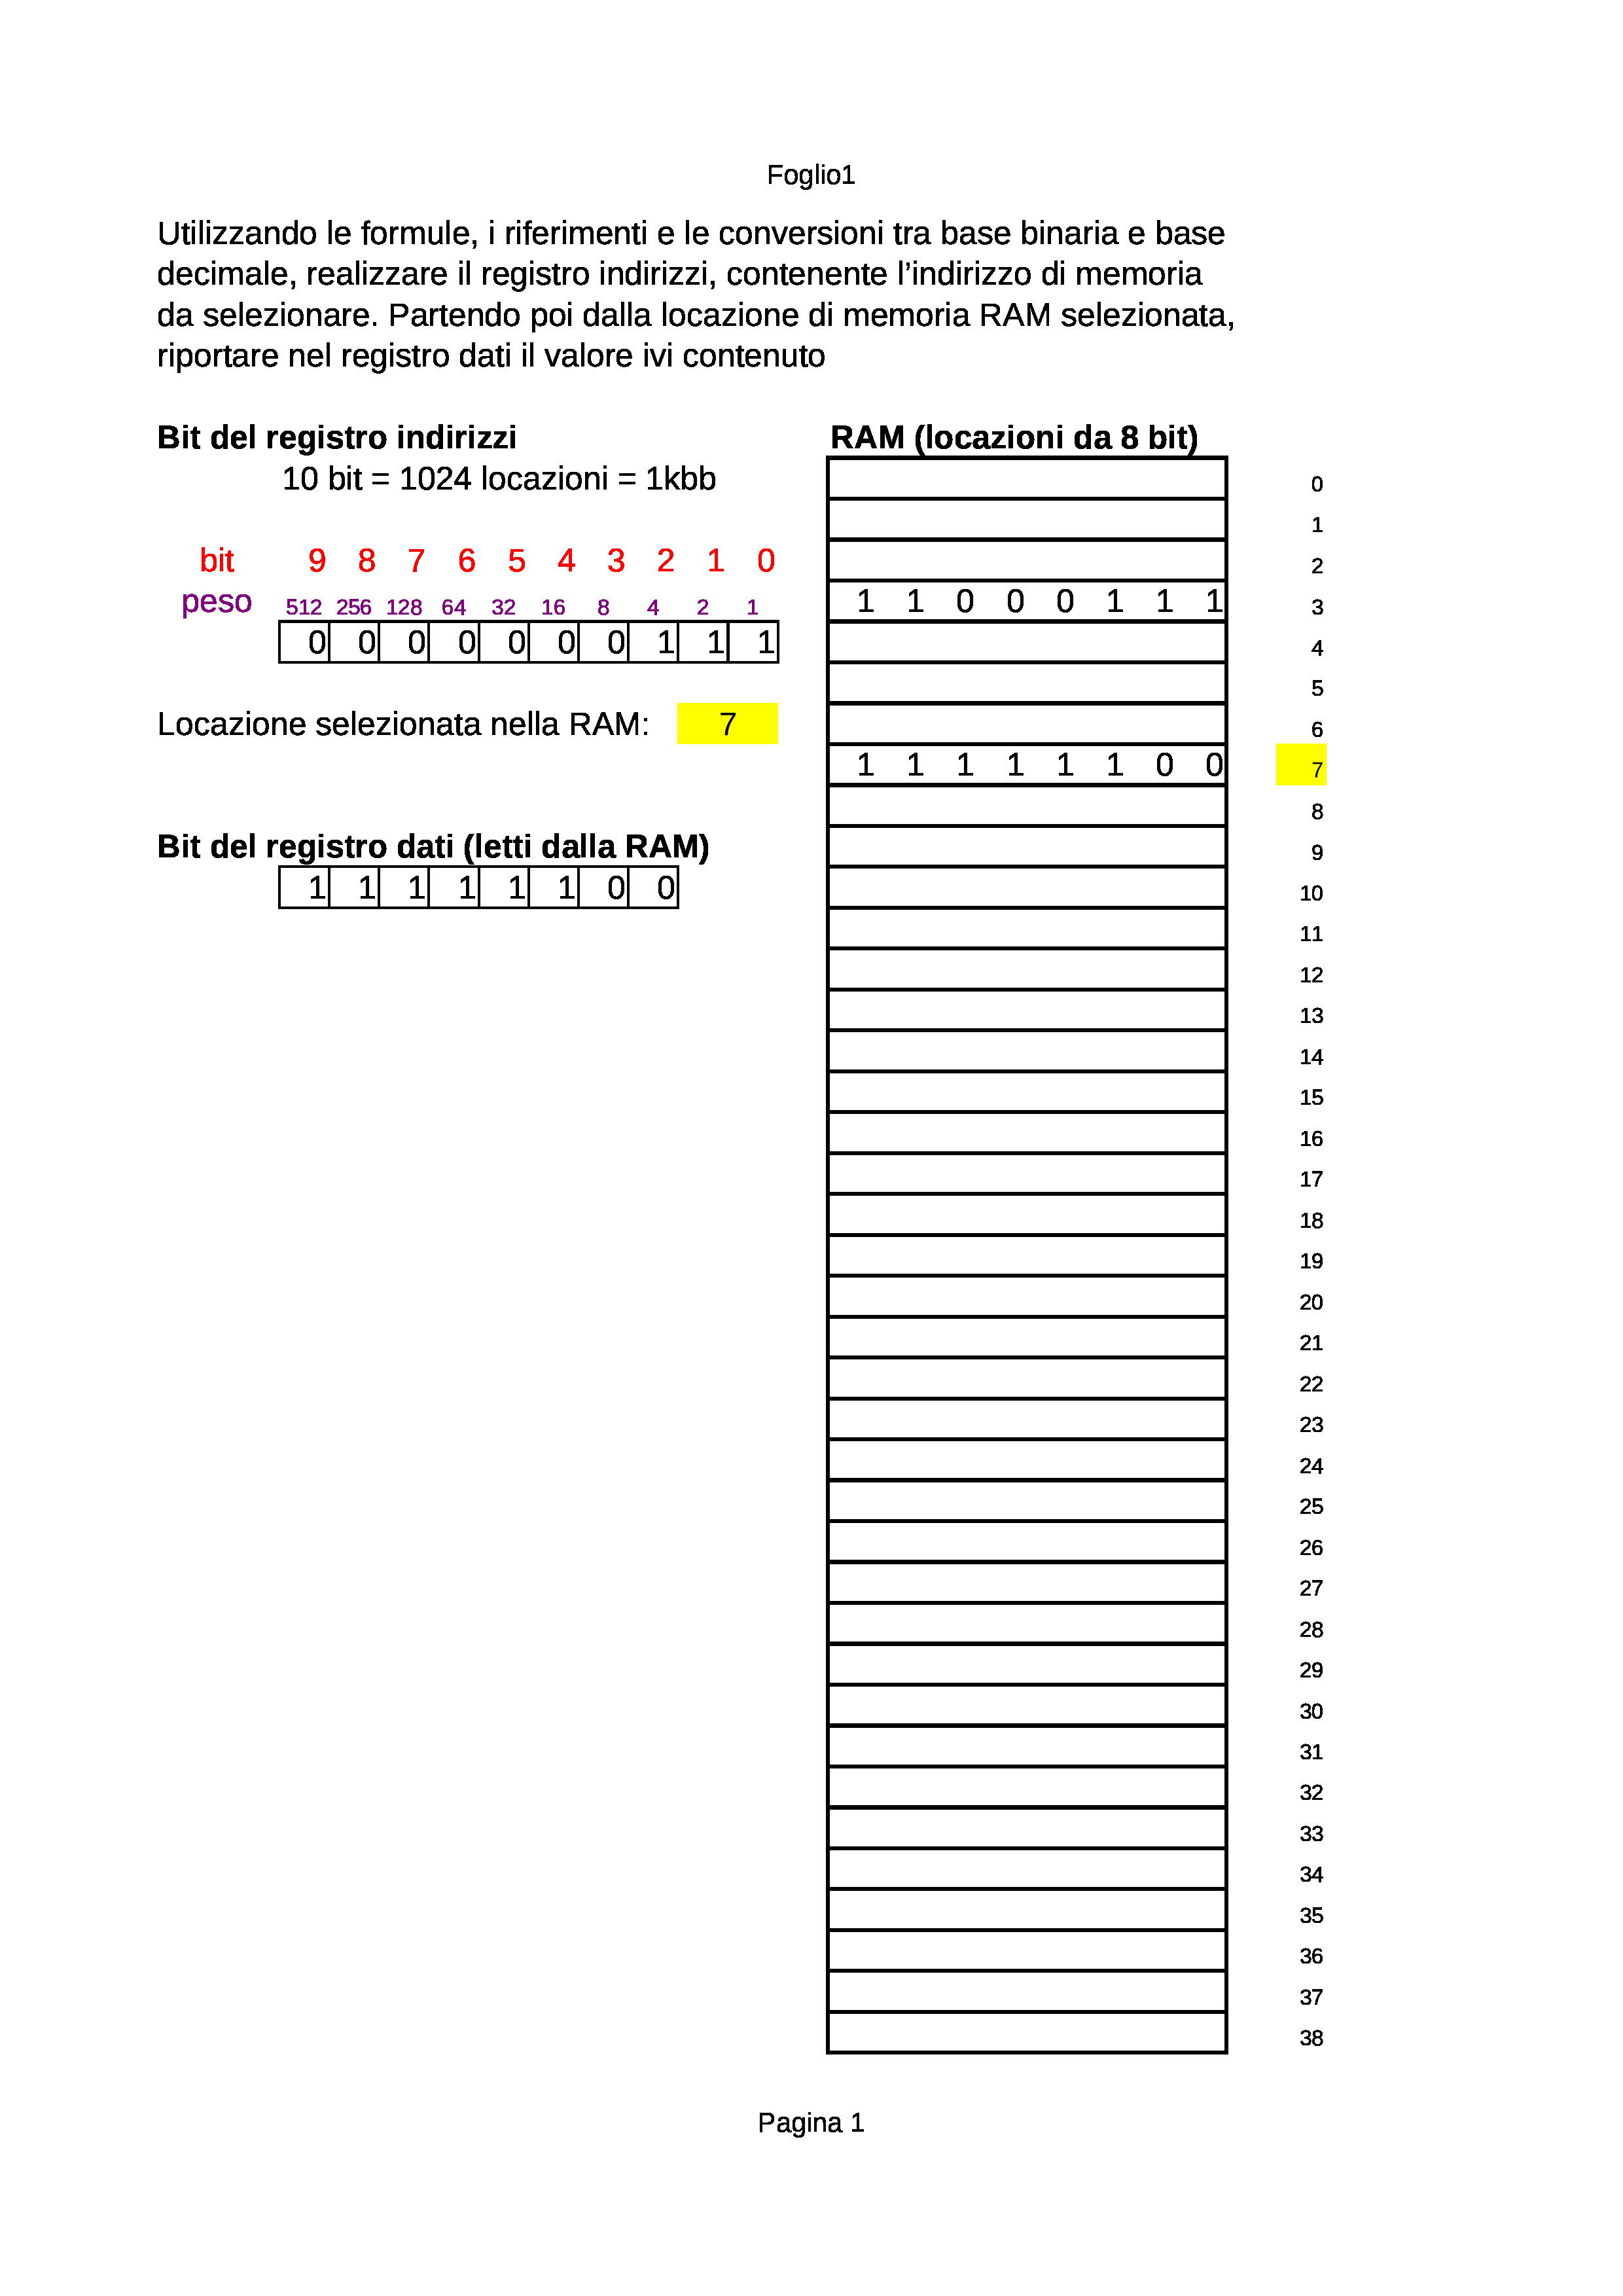 Foglio1
Utilizzando le formule, i riferimenti e le conversioni tra base binaria e base
decimale, realizzare il registro indirizzi, contenente l’indirizzo di memoria
da selezionare. Partendo poi dalla locazione di memoria RAM selezionata,
riportare nel registro dati il valore ivi contenuto
Bit del registro indirizzi
10 bit = 1024 locazioni = 1kbb
bit 9 8 7 6 5 4 3 2 1 0
peso 512 256 128 64 32 16 8 4 2 1
0 0 0 0 0 0 0 1 1 1
Locazione selezionata nella RAM: 7
Bit del registro dati (letti dalla RAM)
1 1 1 1 1 1 0 0
RAM (locazioni da 8 bit)
0
1
2
1 1 0 0 0 1 1 1 3
4
5
6
1 1 1 1 1 1 0 0 7
8
9
10
11
12
13
14
15
16
17
18
19
20
21
22
23
24
25
26
27
28
29
30
31
32
33
34
35
36
37
38
Pagina 1